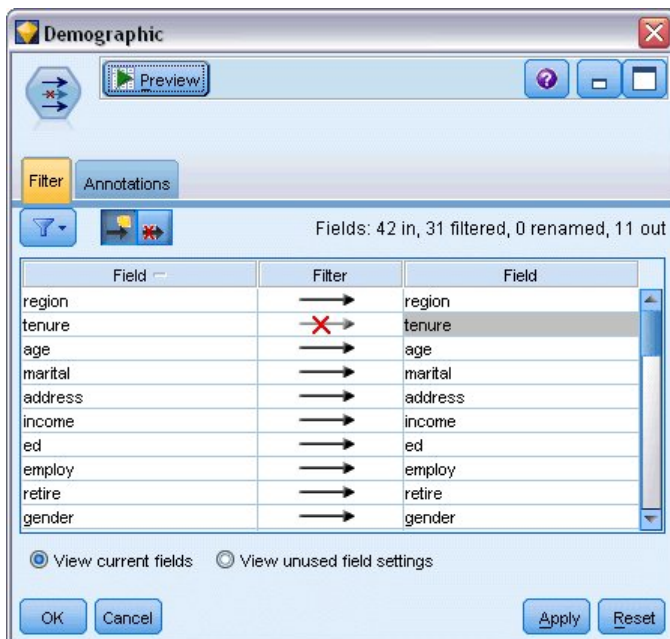 Demographic
Preview
Filter Annotations
Fields: 42 in, 31 filtered, 0 renamed, 11 out
Field Filter Field
region region
tenure tenure
age age
marital marital
address address
income income
ed ed
employ employ
retire retire
gender gender
View current fields View unused field settings
OK Cancel Apply Reset